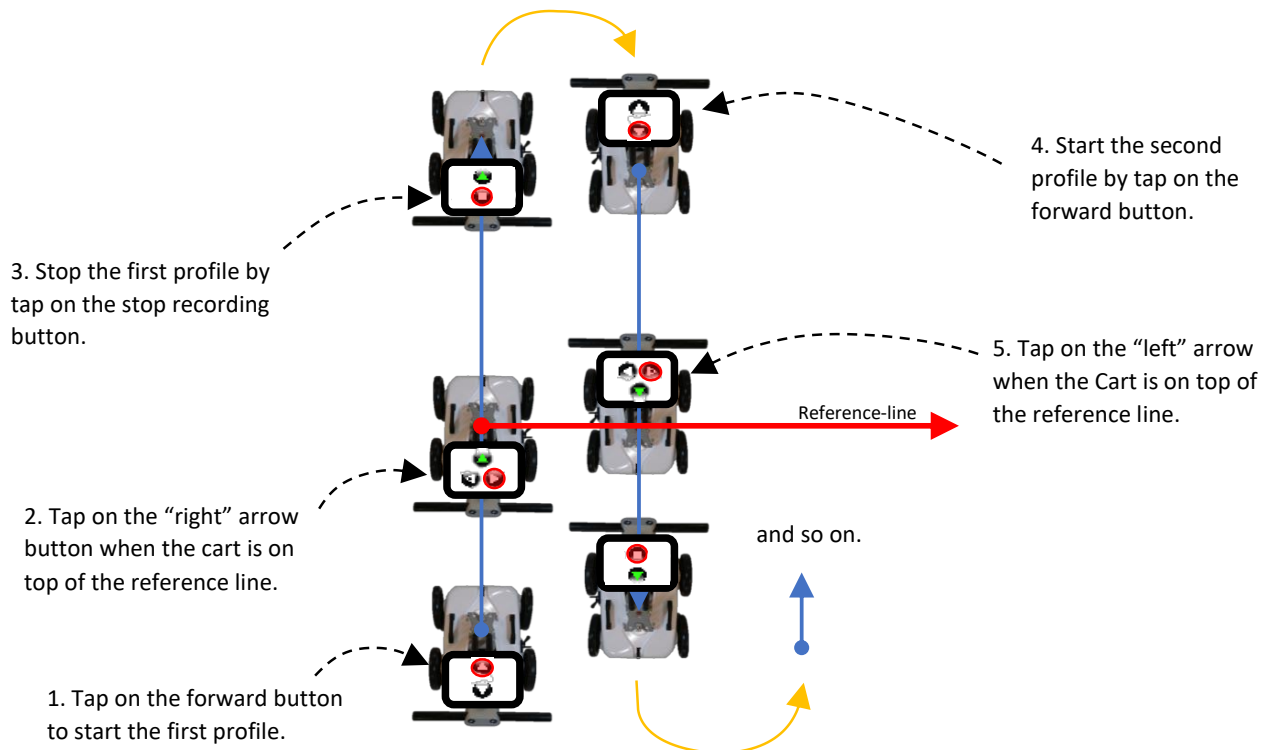 4. Start the second
profile by tap on the
forward button.
3. Stop the first profile by
tap on the stop recording
button.
5. Tap on the “left” arrow
when the Cart is on top of
the reference line.
Reference-line
2. Tap on the “right” arrow
button when the cart is on
top of the reference line.
and so on.
1. Tap on the forward button
to start the first profile.